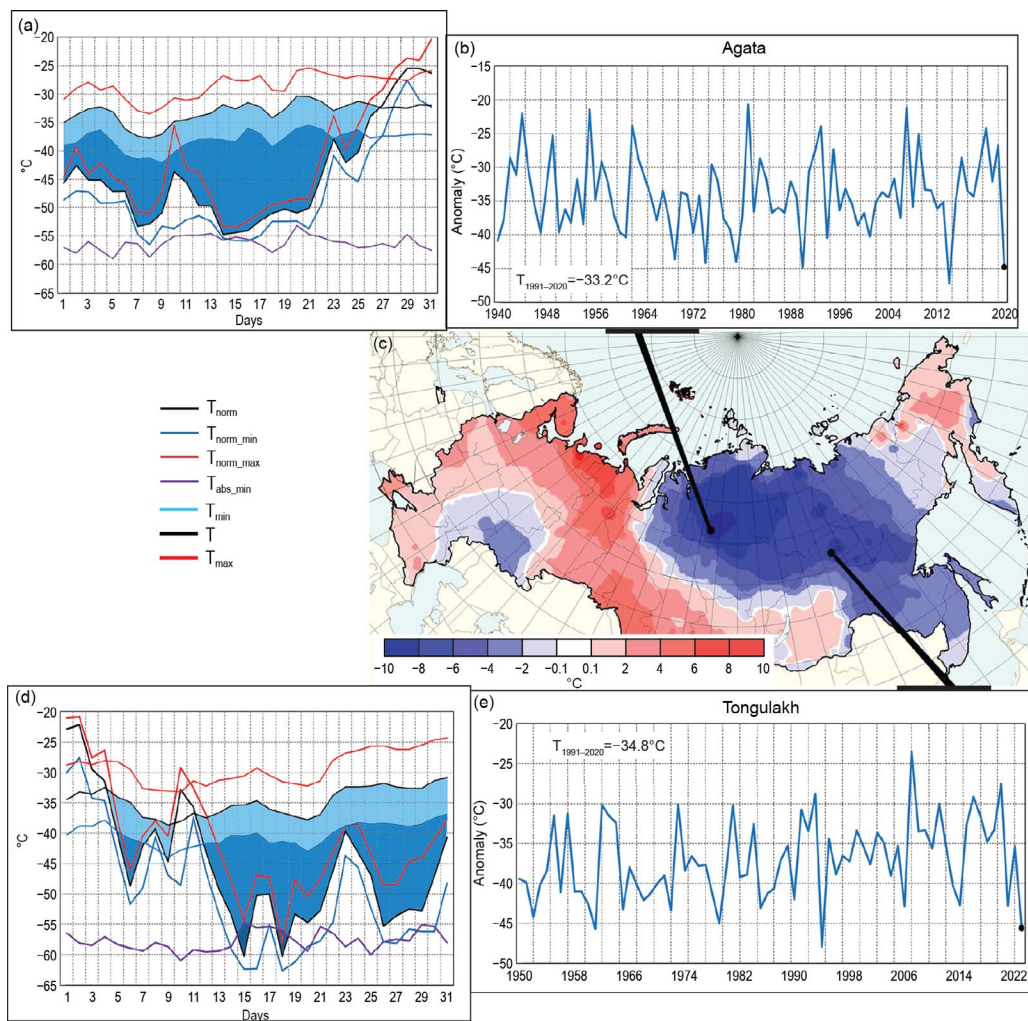 (a)
−20
−25
−30
−35
−40
−45
−50
−55
−60
−65
°C
1 3 5 7 9 11 13 15 17 19 21 23 25 27 29 31
Days
(b) Agata
−15
−20
−25
−30
−35
−40
−45
−50
Anomaly (°C)
T1991–2020=−33.2°C
1940 1948 1956 1964 1972 1980 1988 1996 2004 2012 2020
Tnorm
Tnorm_min
Tnorm_max
Tabs_min
Tmin
T
Tmax
(c)
−10 −8 −6 −4 −2 −0.1 0.1 2 4 6 8 10
°C
(d)
−20
−25
−30
−35
−40
−45
−50
−55
−60
−65
°C
1 3 5 7 9 11 13 15 17 19 21 23 25 27 29 31
Days
(e) Tongulakh
−20
−25
−30
−35
−40
−45
−50
Anomaly (°C)
T1991–2020=−34.8°C
1950 1958 1966 1974 1982 1990 1998 2006 2014 2022